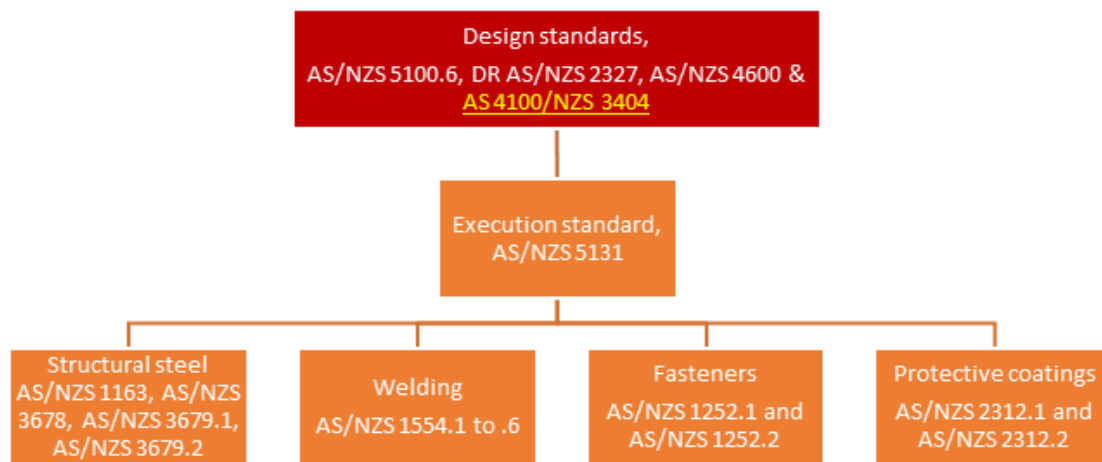 Design standards,
AS/NZS 5100.6, DR AS/NZS 2327, AS/NZS 4600 &
AS 4100/NZS 3404
Execution standard,
AS/NZS 5131
Structural steel
AS/NZS 1163, AS/NZS
3678, AS/NZS 3679.1,
AS/NZS 3679.2
Welding
AS/NZS 1554.1 to .6
Fasteners
AS/NZS 1252.1 and
AS/NZS 1252.2
Protective coatings
AS/NZS 2312.1 and
AS/NZS 2312.2